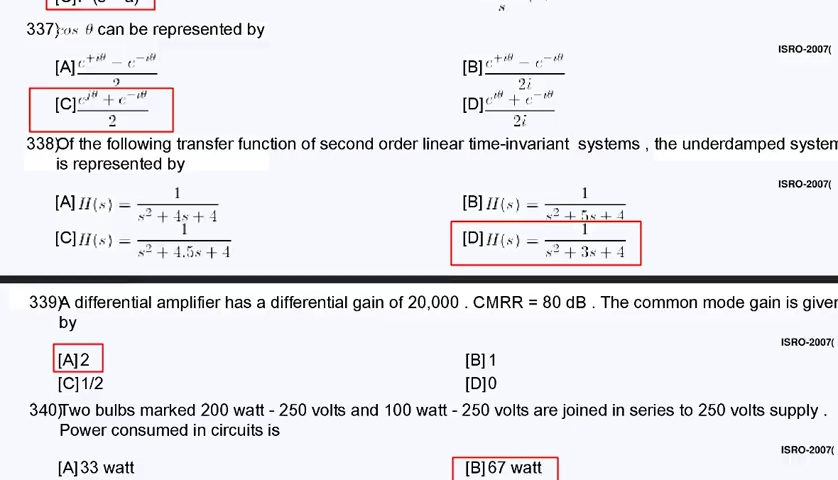 337)cos θ can be represented by
ISRO-2007(
[A] e^{+iθ} − e^{−iθ} / 2 [B] e^{+iθ} − e^{−iθ} / 2i
[C] e^{jθ} + e^{−iθ} / 2 [D] e^{iθ} + e^{−iθ} / 2i
338)Of the following transfer function of second order linear time-invariant systems , the underdamped system
is represented by
ISRO-2007(
[A] H(s) = 1 / s² + 4s + 4 [B] H(s) = 1 / s² + 5s + 4
[C] H(s) = 1 / s² + 4.5s + 4 [D] H(s) = 1 / s² + 3s + 4
339)A differential amplifier has a differential gain of 20,000 . CMRR = 80 dB . The common mode gain is given
by
ISRO-2007(
[A]2 [B]1
[C]1/2 [D]0
340)Two bulbs marked 200 watt - 250 volts and 100 watt - 250 volts are joined in series to 250 volts supply .
Power consumed in circuits is
ISRO-2007(
[A]33 watt [B]67 watt